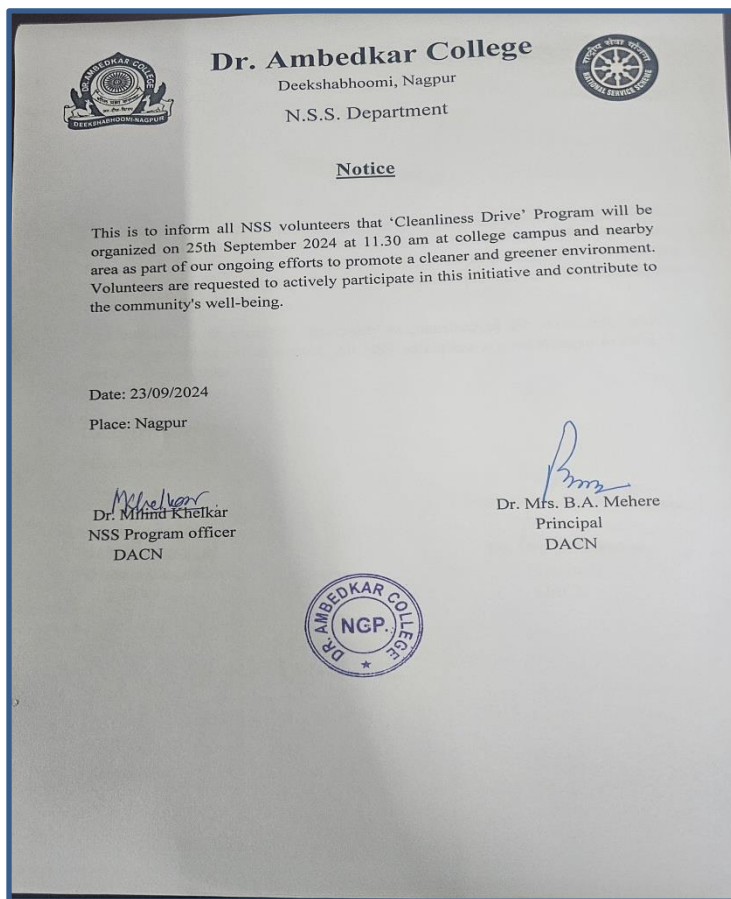 Dr. Ambedkar College
Deekshabhoomi, Nagpur
N.S.S. Department
DR. AMBEDKAR COLLEGE
DEEKSHABHOOMI-NAGPUR
राष्ट्रीय सेवा योजना
NATIONAL SERVICE SCHEME
Notice
This is to inform all NSS volunteers that ‘Cleanliness Drive’ Program will be
organized on 25th September 2024 at 11.30 am at college campus and nearby
area as part of our ongoing efforts to promote a cleaner and greener environment.
Volunteers are requested to actively participate in this initiative and contribute to
the community's well-being.
Date: 23/09/2024
Place: Nagpur
Dr. Milind Khelkar
NSS Program officer
DACN
Dr. Mrs. B.A. Mehere
Principal
DACN
DR. AMBEDKAR COLLEGE
NGP.